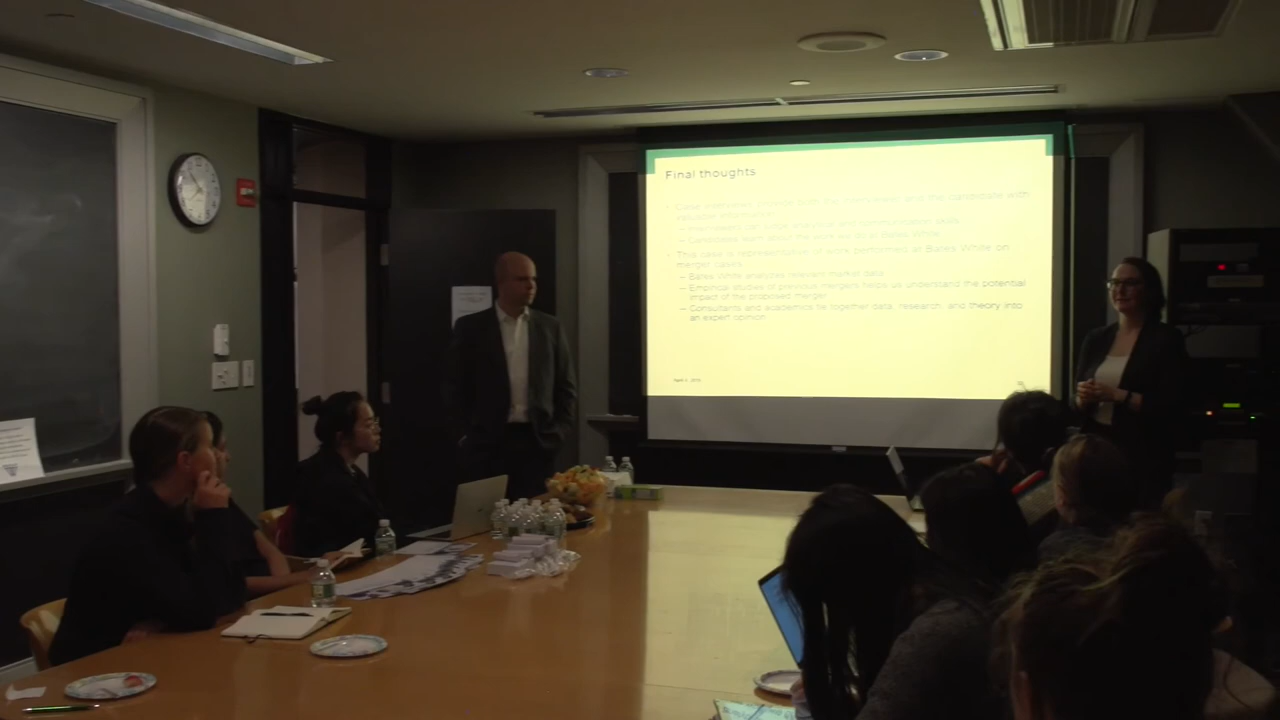 Final thoughts
Case interviews provide both the interviewer and the candidate with
valuable information
– Interviewers can judge analytical and communication skills
– Candidates learn about the work we do at Bates White
This case is representative of work performed at Bates White on
merger cases
– Bates White analyzes relevant market data
– Empirical studies of previous mergers help us understand the potential
impact of the proposed merger
– Consultants and academics tie together data, research, and theory into
an expert opinion